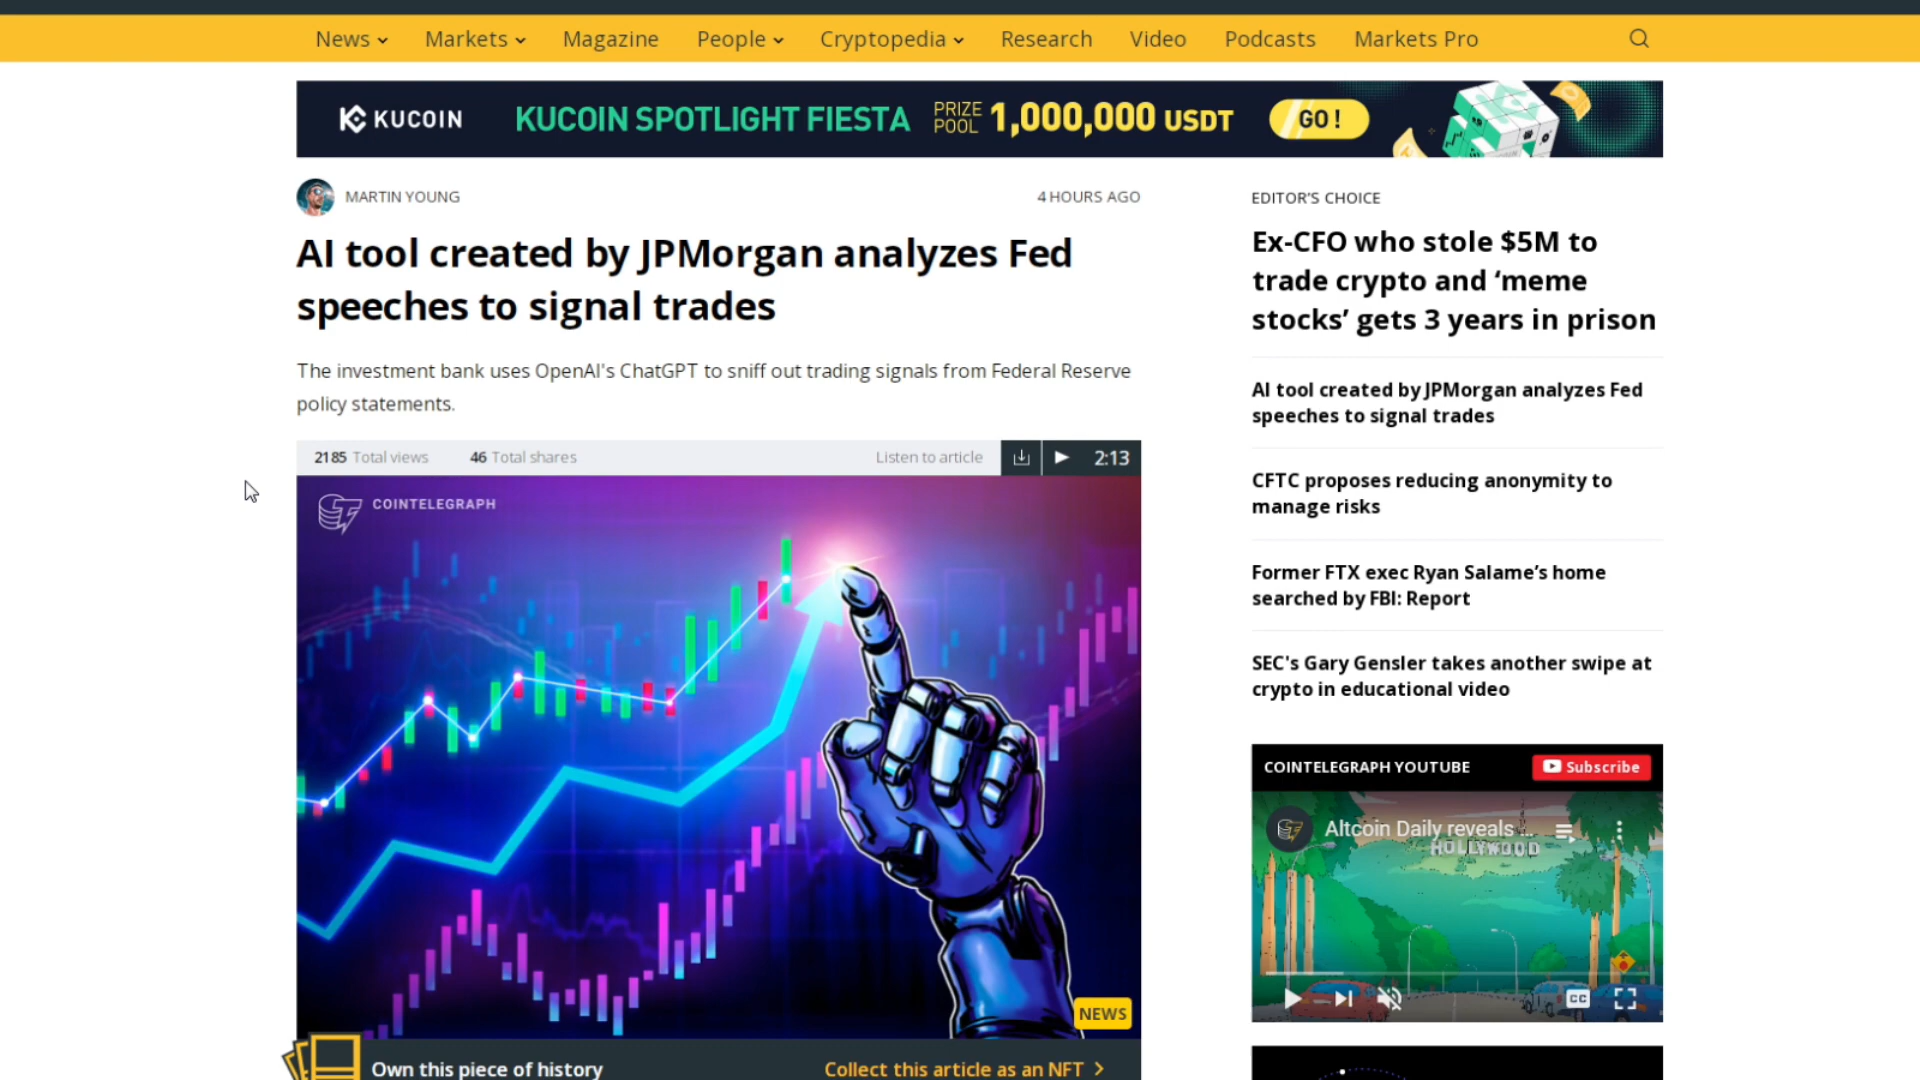 News
Markets
Magazine
People
Cryptopedia
Research
Video
Podcasts
Markets Pro
KUCOIN
KUCOIN SPOTLIGHT FIESTA
PRIZE
POOL
1,000,000 USDT
GO !
MARTIN YOUNG
4 HOURS AGO
AI tool created by JPMorgan analyzes Fed
speeches to signal trades
The investment bank uses OpenAI's ChatGPT to sniff out trading signals from Federal Reserve
policy statements.
2185 Total views
46 Total shares
Listen to article
2:13
COINTELEGRAPH
NEWS
Own this piece of history
Collect this article as an NFT
EDITOR'S CHOICE
Ex-CFO who stole $5M to
trade crypto and ‘meme
stocks’ gets 3 years in prison
AI tool created by JPMorgan analyzes Fed
speeches to signal trades
CFTC proposes reducing anonymity to
manage risks
Former FTX exec Ryan Salame’s home
searched by FBI: Report
SEC's Gary Gensler takes another swipe at
crypto in educational video
COINTELEGRAPH YOUTUBE
Subscribe
Altcoin Daily reveals ...
HOLLYWOOD
CC